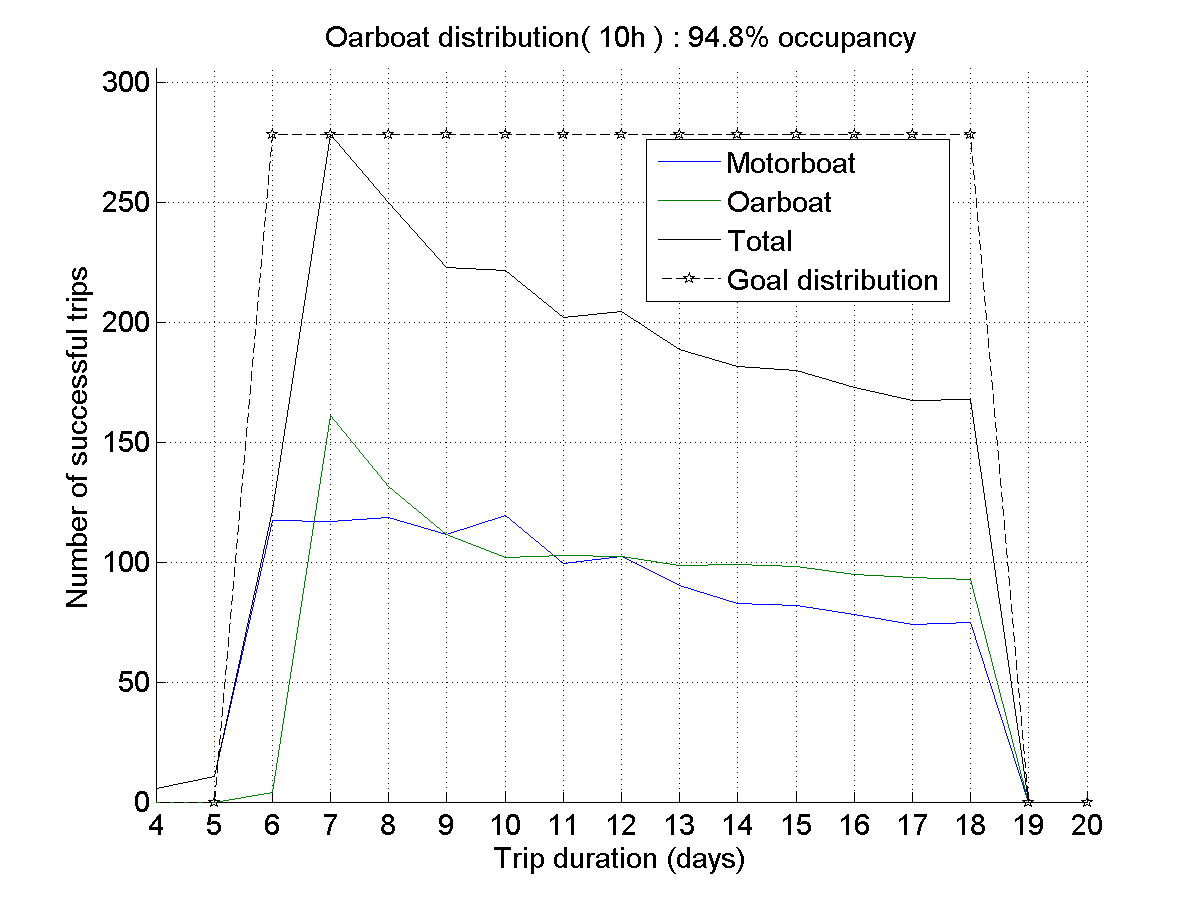 Oarboat distribution( 10h ) : 94.8% occupancy
300
250
200
150
100
50
0
Number of successful trips
Motorboat
Oarboat
Total
Goal distribution
4 5 6 7 8 9 10 11 12 13 14 15 16 17 18 19 20
Trip duration (days)